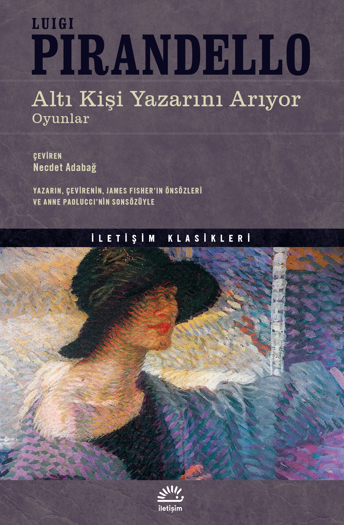 LUIGI
PIRANDELLO
Altı Kişi Yazarını Arıyor
Oyunlar
ÇEVİREN
Necdet Adabağ
YAZARIN, ÇEVİRENİN, JAMES FISHER'IN ÖNSÖZLERİ
VE ANNE PAOLUCCI'NİN SONSÖZÜYLE
İLETİŞİM KLASİKLERİ
iletişim